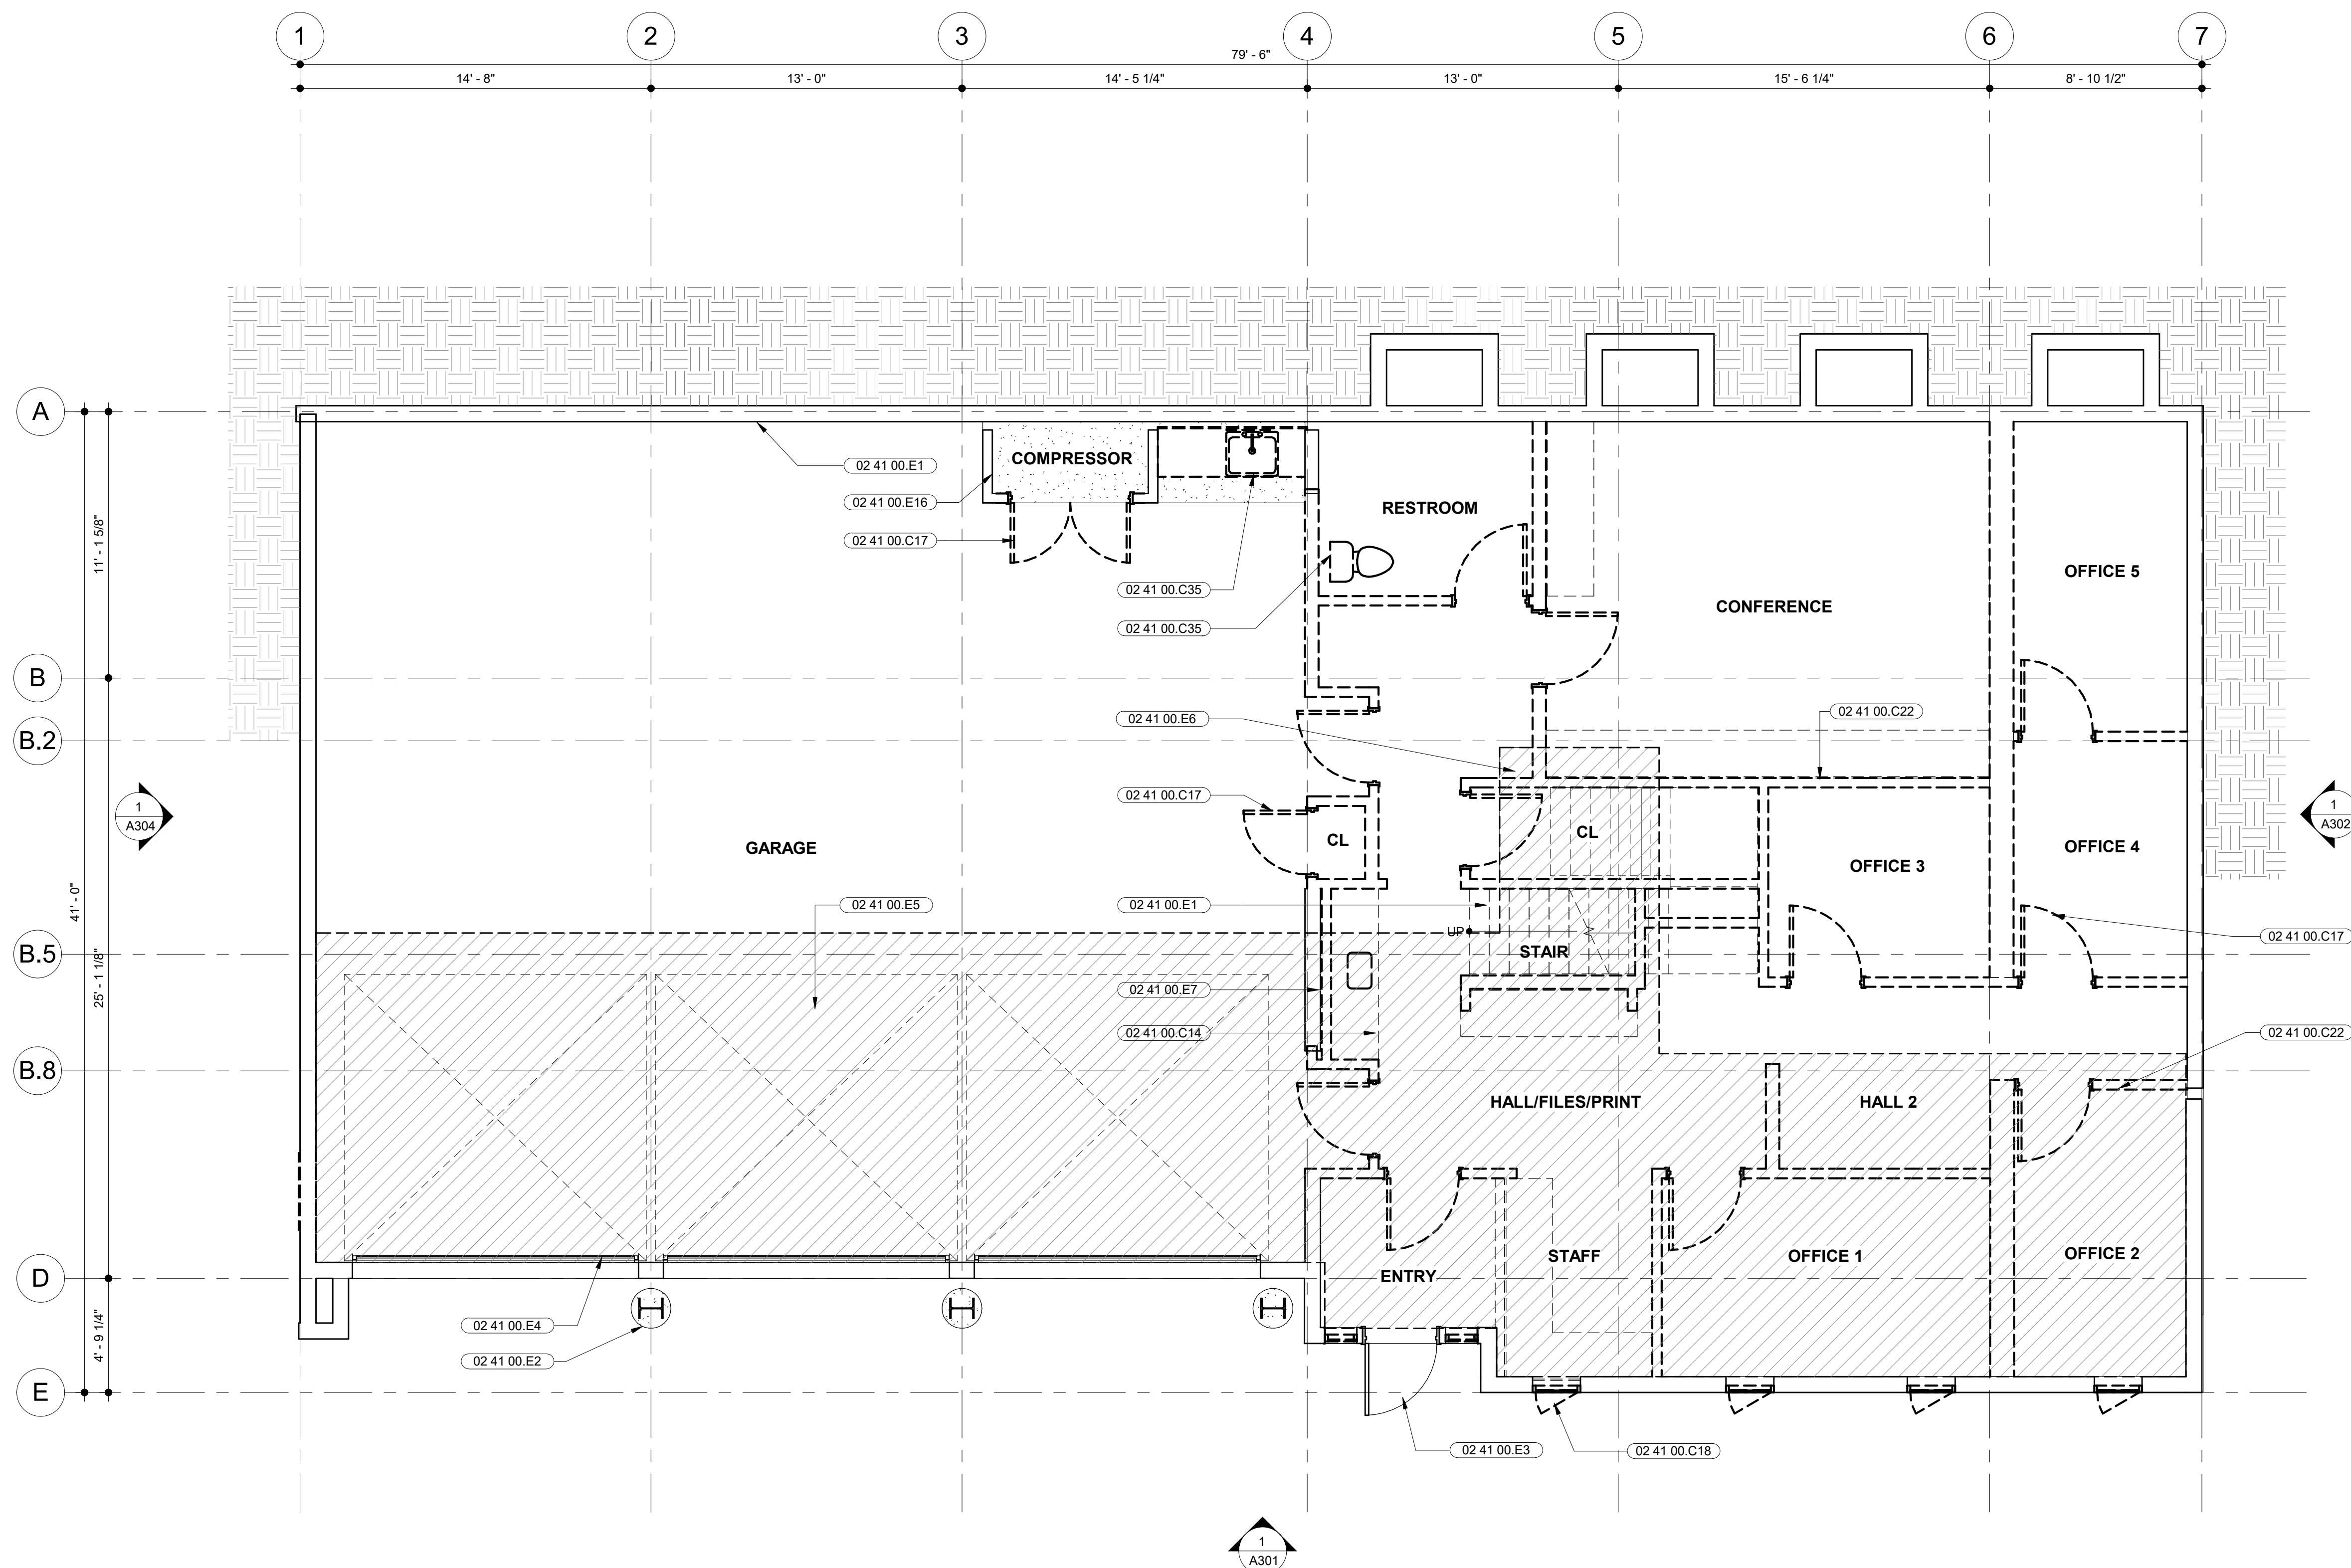 1
2
3
4
5
6
7
79' - 6"
14' - 8"
13' - 0"
14' - 5 1/4"
13' - 0"
15' - 6 1/4"
8' - 10 1/2"
A
COMPRESSOR
02 41 00.E1
02 41 00.E16
RESTROOM
02 41 00.C17
11' - 1 5/8"
OFFICE 5
02 41 00.C35
CONFERENCE
02 41 00.C35
B
02 41 00.E6
02 41 00.C22
B.2
02 41 00.C17
1
A304
1
A302
CL
CL
GARAGE
OFFICE 4
OFFICE 3
41' - 0"
02 41 00.E5
02 41 00.E1
UP
02 41 00.C17
B.5
STAIR
25' - 1 1/8"
02 41 00.E7
02 41 00.C14
02 41 00.C22
B.8
HALL/FILES/PRINT
HALL 2
STAFF
OFFICE 1
OFFICE 2
D
ENTRY
4' - 9 1/4"
02 41 00.E4
02 41 00.E2
E
02 41 00.E3
02 41 00.C18
1
A301